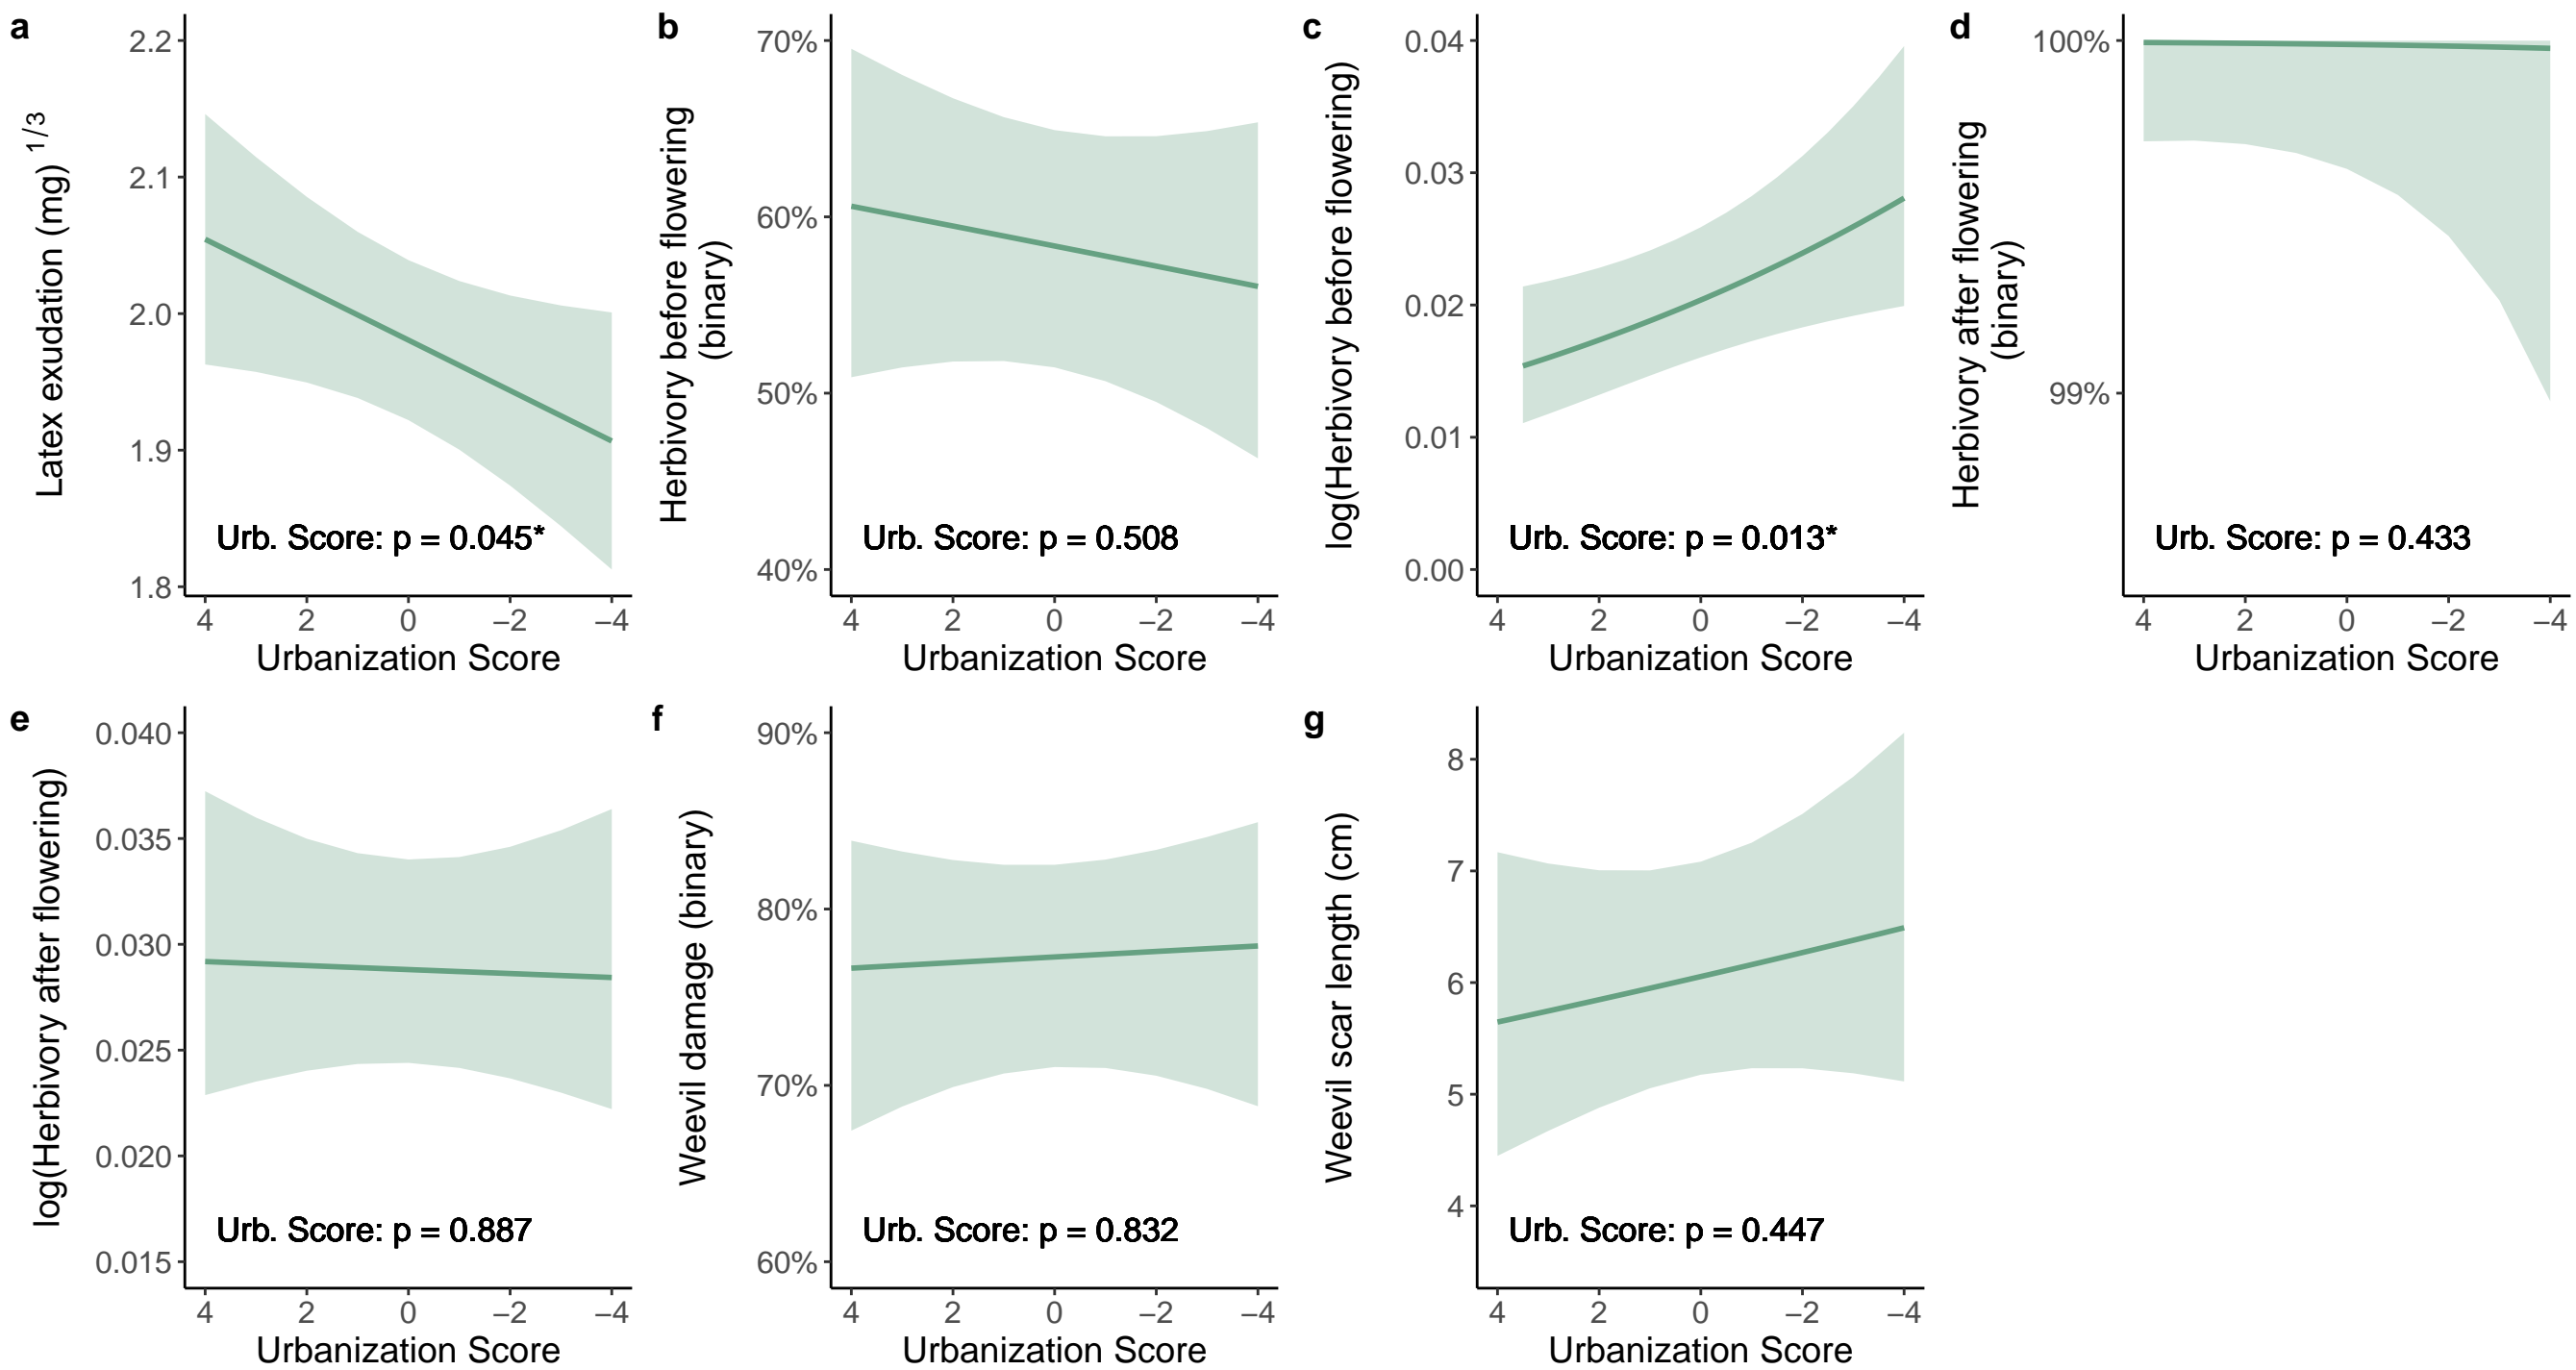 a
Latex exudation (mg) 1/3
2.2
2.1
2.0
1.9
1.8
Urb. Score: p = 0.045*
4 2 0 −2 −4
Urbanization Score
b
Herbivory before flowering
(binary)
70%
60%
50%
40%
Urb. Score: p = 0.508
4 2 0 −2 −4
Urbanization Score
c
log(Herbivory before flowering)
0.04
0.03
0.02
0.01
0.00
Urb. Score: p = 0.013*
4 2 0 −2 −4
Urbanization Score
d
Herbivory after flowering
(binary)
100%
99%
Urb. Score: p = 0.433
4 2 0 −2 −4
Urbanization Score
e
log(Herbivory after flowering)
0.040
0.035
0.030
0.025
0.020
0.015
Urb. Score: p = 0.887
4 2 0 −2 −4
Urbanization Score
f
Weevil damage (binary)
90%
80%
70%
60%
Urb. Score: p = 0.832
4 2 0 −2 −4
Urbanization Score
g
Weevil scar length (cm)
8
7
6
5
4
Urb. Score: p = 0.447
4 2 0 −2 −4
Urbanization Score